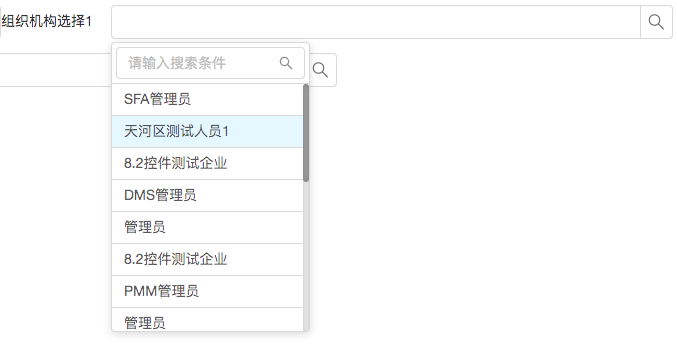 组织机构选择1
请输入搜索条件
SFA管理员
天河区测试人员1
8.2控件测试企业
DMS管理员
管理员
8.2控件测试企业
PMM管理员
管理员